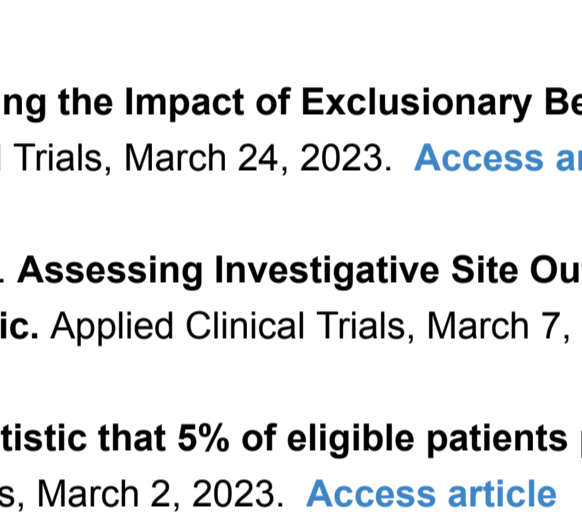 ng the Impact of Exclusionary Be
Trials, March 24, 2023. Access a
. Assessing Investigative Site Ou
ic. Applied Clinical Trials, March 7,
tistic that 5% of eligible patients
s, March 2, 2023. Access article